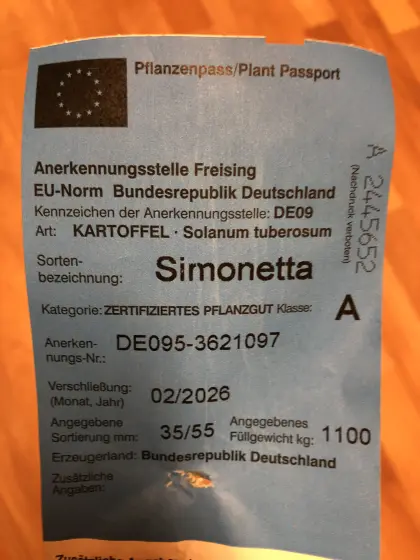 Pflanzenpass/Plant Passport
Anerkennungsstelle Freising
EU-Norm Bundesrepublik Deutschland
Kennzeichen der Anerkennungsstelle: DE09
Art: KARTOFFEL · Solanum tuberosum
Sorten-
bezeichnung: Simonetta
Kategorie: ZERTIFIZIERTES PFLANZGUT Klasse: A
Anerken-
nungs-Nr.: DE095-3621097
Verschließung:
(Monat, Jahr) 02/2026
Angegebene
Sortierung mm: 35/55
Angegebenes
Füllgewicht kg: 1100
Erzeugerland: Bundesrepublik Deutschland
Zusätzliche
Angaben:
A 2445652
(Nachdruck verboten)
Zusätzliche